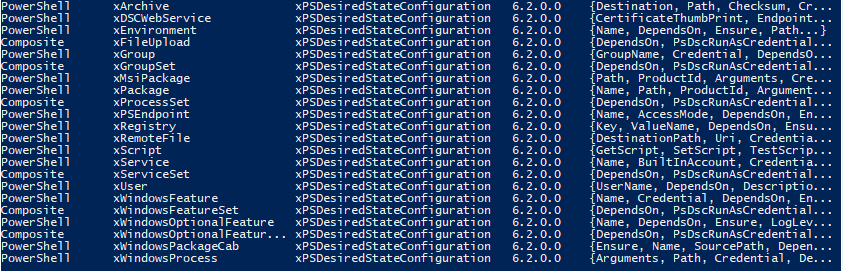 PowerShell xArchive xPSDesiredStateConfiguration 6.2.0.0 {Destination, Path, Checksum, Cr...
PowerShell xDSCWebService xPSDesiredStateConfiguration 6.2.0.0 {CertificateThumbPrint, Endpoint...
PowerShell xEnvironment xPSDesiredStateConfiguration 6.2.0.0 {Name, DependsOn, Ensure, Path...}
Composite xFileUpload xPSDesiredStateConfiguration 6.2.0.0 {DependsOn, PsDscRunAsCredential...
PowerShell xGroup xPSDesiredStateConfiguration 6.2.0.0 {GroupName, Credential, DependsO...
Composite xGroupSet xPSDesiredStateConfiguration 6.2.0.0 {DependsOn, PsDscRunAsCredential...
PowerShell xMsiPackage xPSDesiredStateConfiguration 6.2.0.0 {Path, ProductId, Arguments, Cre...
PowerShell xPackage xPSDesiredStateConfiguration 6.2.0.0 {Name, Path, ProductId, Argument...
Composite xProcessSet xPSDesiredStateConfiguration 6.2.0.0 {DependsOn, PsDscRunAsCredential...
PowerShell xPSEndpoint xPSDesiredStateConfiguration 6.2.0.0 {Name, AccessMode, DependsOn, En...
PowerShell xRegistry xPSDesiredStateConfiguration 6.2.0.0 {Key, ValueName, DependsOn, Ensu...
PowerShell xRemoteFile xPSDesiredStateConfiguration 6.2.0.0 {DestinationPath, Uri, Credentia...
PowerShell xScript xPSDesiredStateConfiguration 6.2.0.0 {GetScript, SetScript, TestScrip...
PowerShell xService xPSDesiredStateConfiguration 6.2.0.0 {Name, BuiltInAccount, Credentia...
Composite xServiceSet xPSDesiredStateConfiguration 6.2.0.0 {DependsOn, PsDscRunAsCredential...
PowerShell xUser xPSDesiredStateConfiguration 6.2.0.0 {UserName, DependsOn, Descriptio...
PowerShell xWindowsFeature xPSDesiredStateConfiguration 6.2.0.0 {Name, Credential, DependsOn, En...
Composite xWindowsFeatureSet xPSDesiredStateConfiguration 6.2.0.0 {DependsOn, PsDscRunAsCredential...
PowerShell xWindowsOptionalFeature xPSDesiredStateConfiguration 6.2.0.0 {Name, DependsOn, Ensure, LogLev...
Composite xWindowsOptionalFeatur... xPSDesiredStateConfiguration 6.2.0.0 {DependsOn, PsDscRunAsCredential...
PowerShell xWindowsPackageCab xPSDesiredStateConfiguration 6.2.0.0 {Ensure, Name, SourcePath, Depen...
PowerShell xWindowsProcess xPSDesiredStateConfiguration 6.2.0.0 {Arguments, Path, Credential, De...